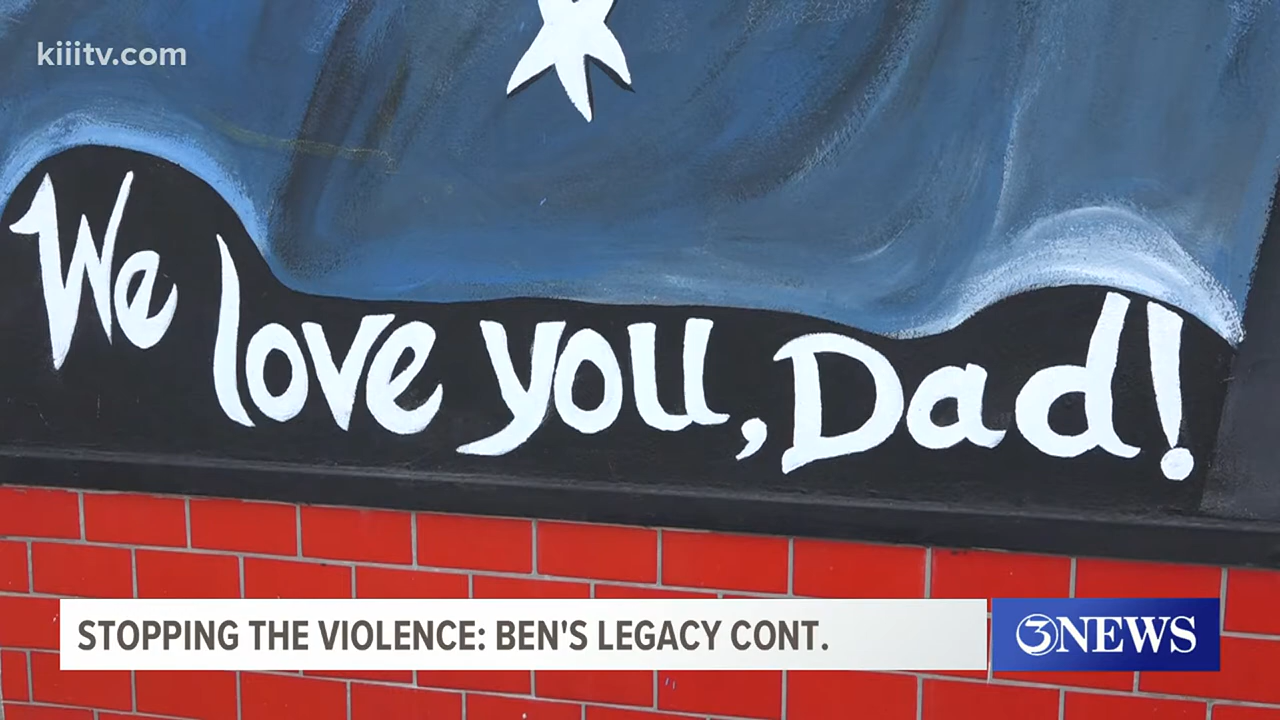 kiiitv.com
We love you, Dad!
STOPPING THE VIOLENCE: BEN'S LEGACY CONT.
3NEWS